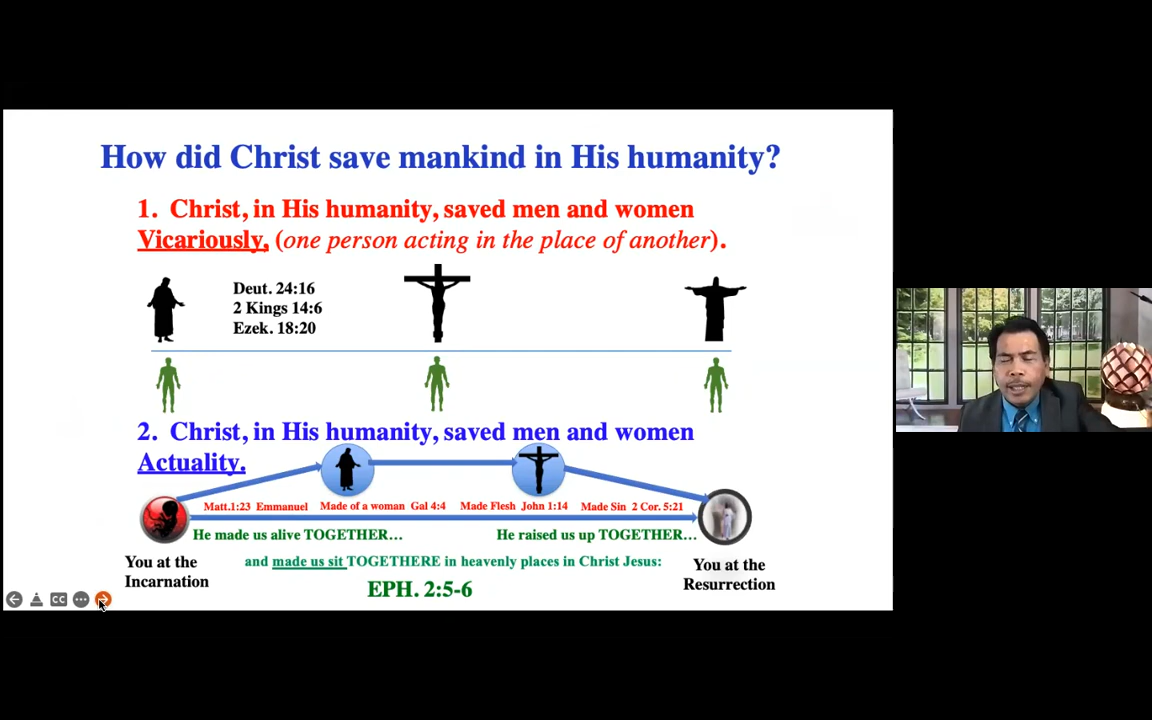 How did Christ save mankind in His humanity?
1. Christ, in His humanity, saved men and women
Vicariously, (one person acting in the place of another).
Deut. 24:16
2 Kings 14:6
Ezek. 18:20
2. Christ, in His humanity, saved men and women
Actuality.
Matt.1:23 Emmanuel Made of a woman Gal 4:4 Made Flesh John 1:14 Made Sin 2 Cor. 5:21
He made us alive TOGETHER… He raised us up TOGETHER…
You at the
Incarnation
and made us sit TOGETHERE in heavenly places in Christ Jesus:
You at the
Resurrection
EPH. 2:5-6
CC